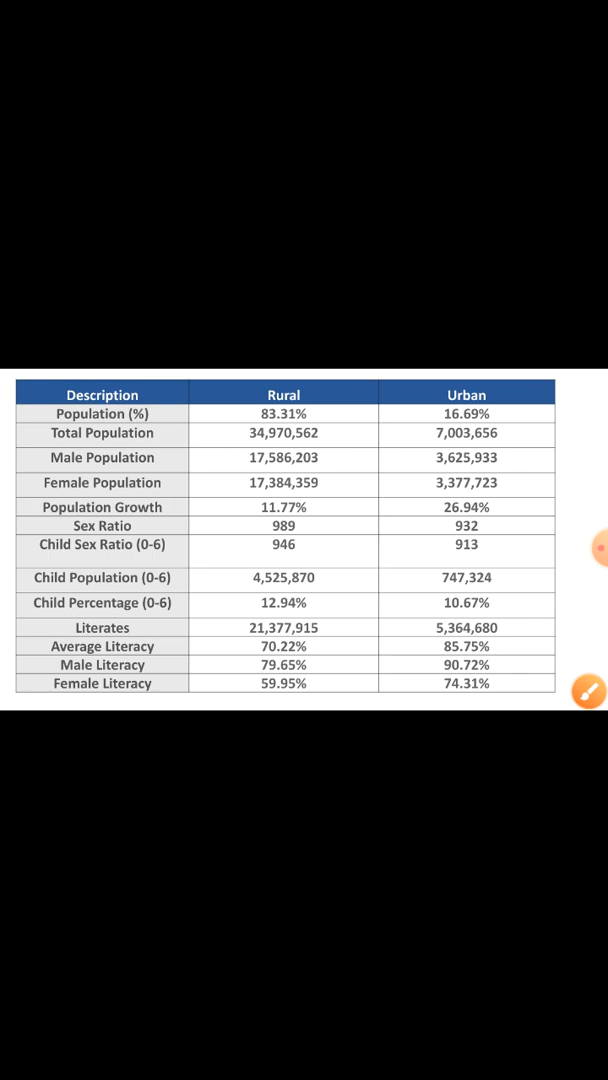 Description Rural Urban
Population (%) 83.31% 16.69%
Total Population 34,970,562 7,003,656
Male Population 17,586,203 3,625,933
Female Population 17,384,359 3,377,723
Population Growth 11.77% 26.94%
Sex Ratio 989 932
Child Sex Ratio (0-6) 946 913
Child Population (0-6) 4,525,870 747,324
Child Percentage (0-6) 12.94% 10.67%
Literates 21,377,915 5,364,680
Average Literacy 70.22% 85.75%
Male Literacy 79.65% 90.72%
Female Literacy 59.95% 74.31%